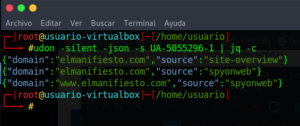 Archivo Editar Ver Buscar Terminal Ayuda
[root@usuario-virtualbox]-[/home/usuario]
#udon -silent -json -s UA-5055296-1 | jq -c
{"domain":"elmanifiesto.com","source":"site-overview"}
{"domain":"elmanifiesto.com","source":"spyonweb"}
{"domain":"www.elmanifiesto.com","source":"spyonweb"}
[root@usuario-virtualbox]-[/home/usuario]
#